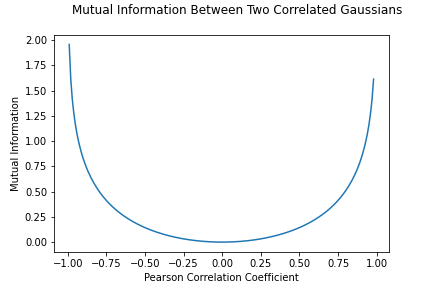 Mutual Information Between Two Correlated Gaussians
2.00
1.75
1.50
1.25
1.00
0.75
0.50
0.25
0.00
Mutual Information
−1.00 −0.75 −0.50 −0.25 0.00 0.25 0.50 0.75 1.00
Pearson Correlation Coefficient